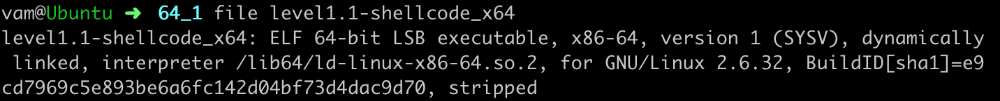 vam@Ubuntu ➜ 64_1 file level1.1-shellcode_x64
level1.1-shellcode_x64: ELF 64-bit LSB executable, x86-64, version 1 (SYSV), dynamically
linked, interpreter /lib64/ld-linux-x86-64.so.2, for GNU/Linux 2.6.32, BuildID[sha1]=e9
cd7969c5e893be6a6fc142d04bf73d4dac9d70, stripped